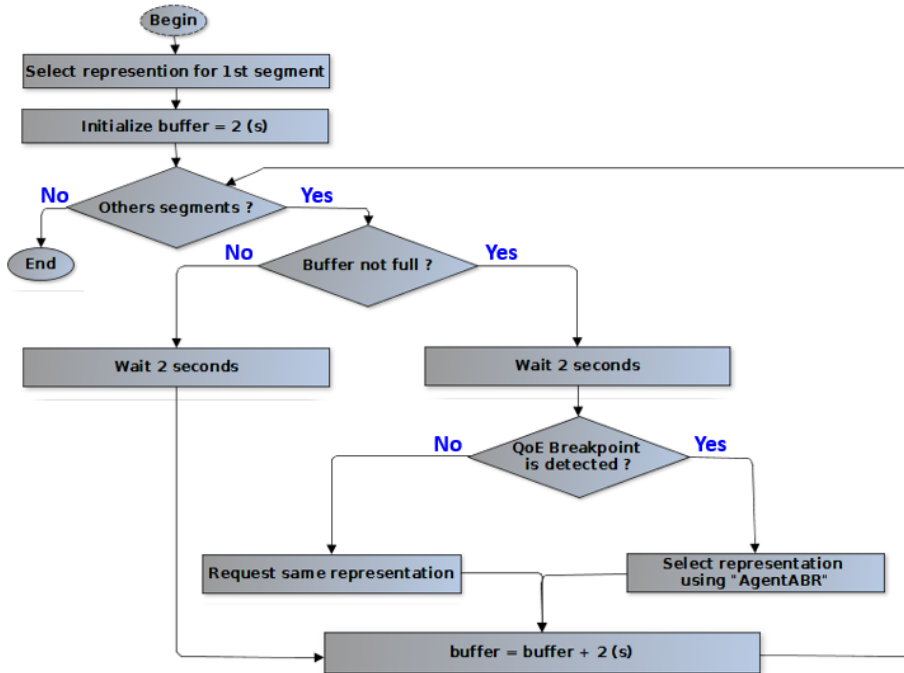 Begin
Select represention for 1st segment
Initialize buffer = 2 (s)
No
Yes
Others segments ?
No
Yes
End
Buffer not full ?
Wait 2 seconds
Wait 2 seconds
No
Yes
QoE Breakpoint
is detected ?
Request same representation
Select representation
using "AgentABR"
buffer = buffer + 2 (s)